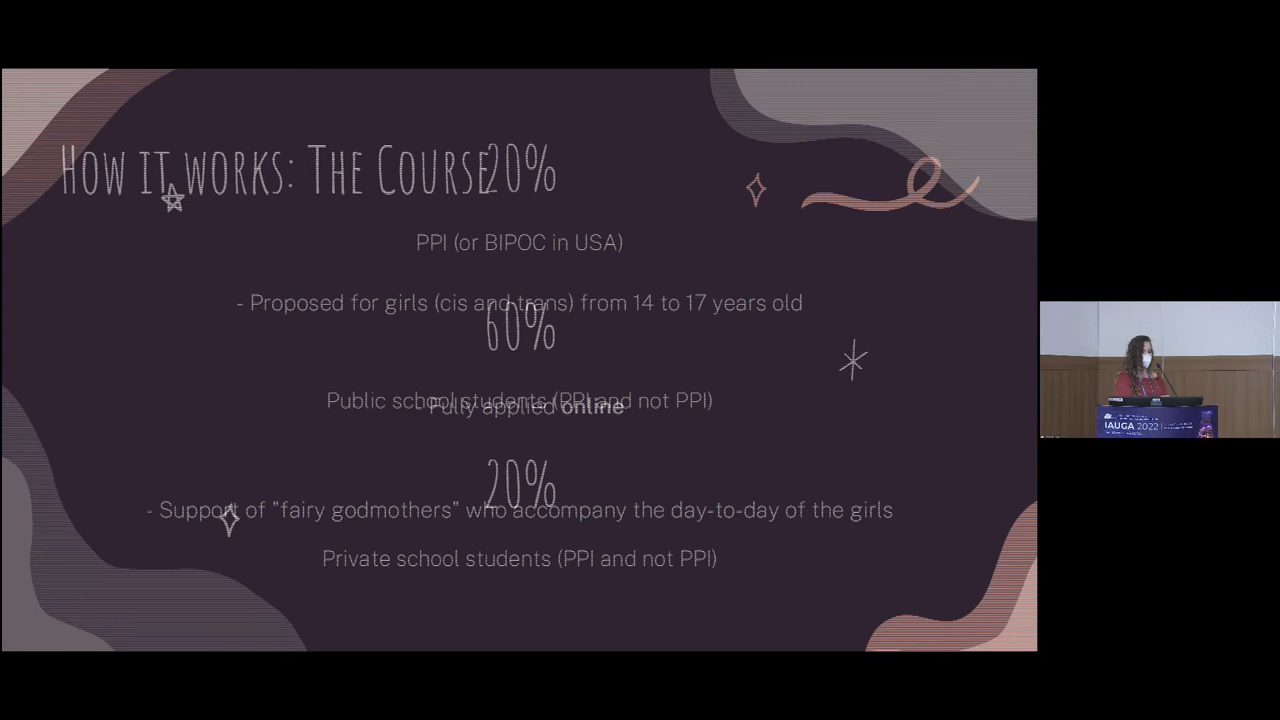 How it works: The Course
20%
PPI (or BIPOC in USA)
- Proposed for girls (cis and trans) from 14 to 17 years old
60%
Public school students (PPI and not PPI)
- Fully applied online
20%
- Support of "fairy godmothers" who accompany the day-to-day of the girls
Private school students (PPI and not PPI)
IAUGA 2022